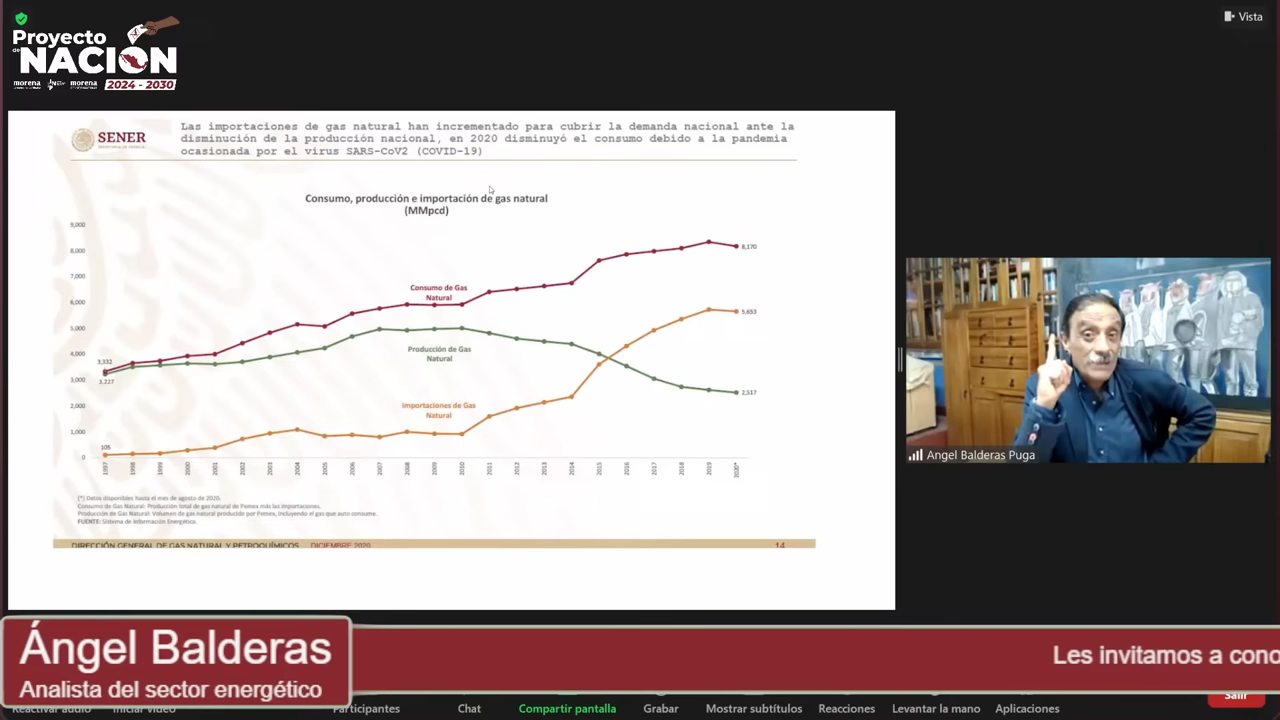 Proyecto
de NACIÓN
morena morena 2024 - 2030
Vista
SENER
Las importaciones de gas natural han incrementado para cubrir la demanda nacional ante la
disminución de la producción nacional, en 2020 disminuyó el consumo debido a la pandemia
ocasionada por el virus SARS-CoV2 (COVID-19)
Consumo, producción e importación de gas natural
(MMpcd)
9,000
8,000
7,000
6,000
5,000
4,000
3,000
2,000
1,000
0
Consumo de Gas
Natural
Producción de Gas
Natural
Importaciones de Gas
Natural
3,332
3,227
105
8,170
5,653
2,517
1997 1998 1999 2000 2001 2002 2003 2004 2005 2006 2007 2008 2009 2010 2011 2012 2013 2014 2015 2016 2017 2018 2019 2020*
(*) Datos disponibles hasta el mes de agosto de 2020.
Consumo de Gas Natural: Producción total de gas natural de Pemex más las importaciones.
Producción de Gas Natural: Volumen de gas natural producido por Pemex, incluyendo el gas que auto consume.
FUENTE: Sistema de Información Energética.
DIRECCIÓN GENERAL DE GAS NATURAL Y PETROQUÍMICOS DICIEMBRE 2020 14
Angel Balderas Puga
Ángel Balderas
Analista del sector energético
Les invitamos a cono
Reactivar audio Iniciar video Participantes Chat Compartir pantalla Grabar Mostrar subtítulos Reacciones Levantar la mano Aplicaciones Salir